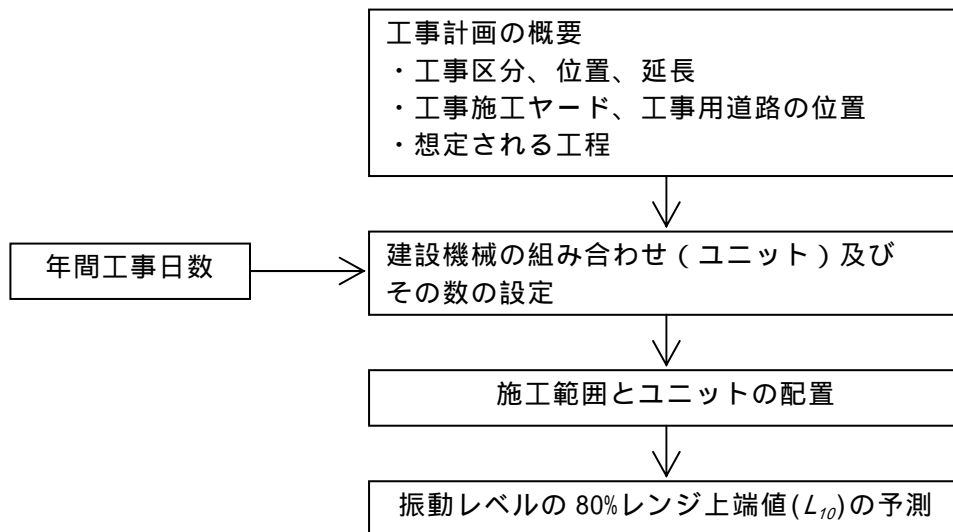 工事計画の概要
・工事区分、位置、延長
・工事施工ヤード、工事用道路の位置
・想定される工程
年間工事日数
建設機械の組み合わせ(ユニット)及び
その数の設定
施工範囲とユニットの配置
振動レベルの 80%レンジ上端値(L10)の予測